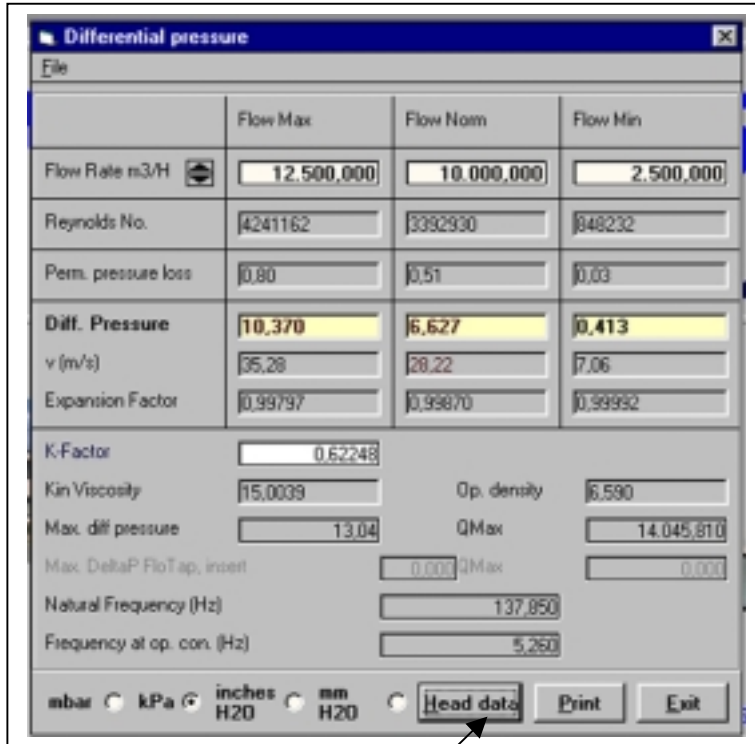 Differential pressure
File
Flow Max Flow Norm Flow Min
Flow Rate m3/H 12.500,000 10.000,000 2.500,000
Reynolds No. 4241162 3392930 848232
Perm. pressure loss 0,80 0,51 0,03
Diff. Pressure 10,370 6,627 0,413
v (m/s) 35,28 28,22 7,06
Expansion Factor 0,99797 0,99870 0,99992
K-Factor 0,62248
Kin Viscosity 15,0039 Op. density 6,590
Max. diff pressure 13,04 QMax 14.045,810
Max. DeltaP FloTap, insert 0,000 QMax 0,000
Natural Frequency (Hz) 137,850
Frequency at op. con. (Hz) 5,260
mbar kPa inches H2O mm H2O Head data Print Exit